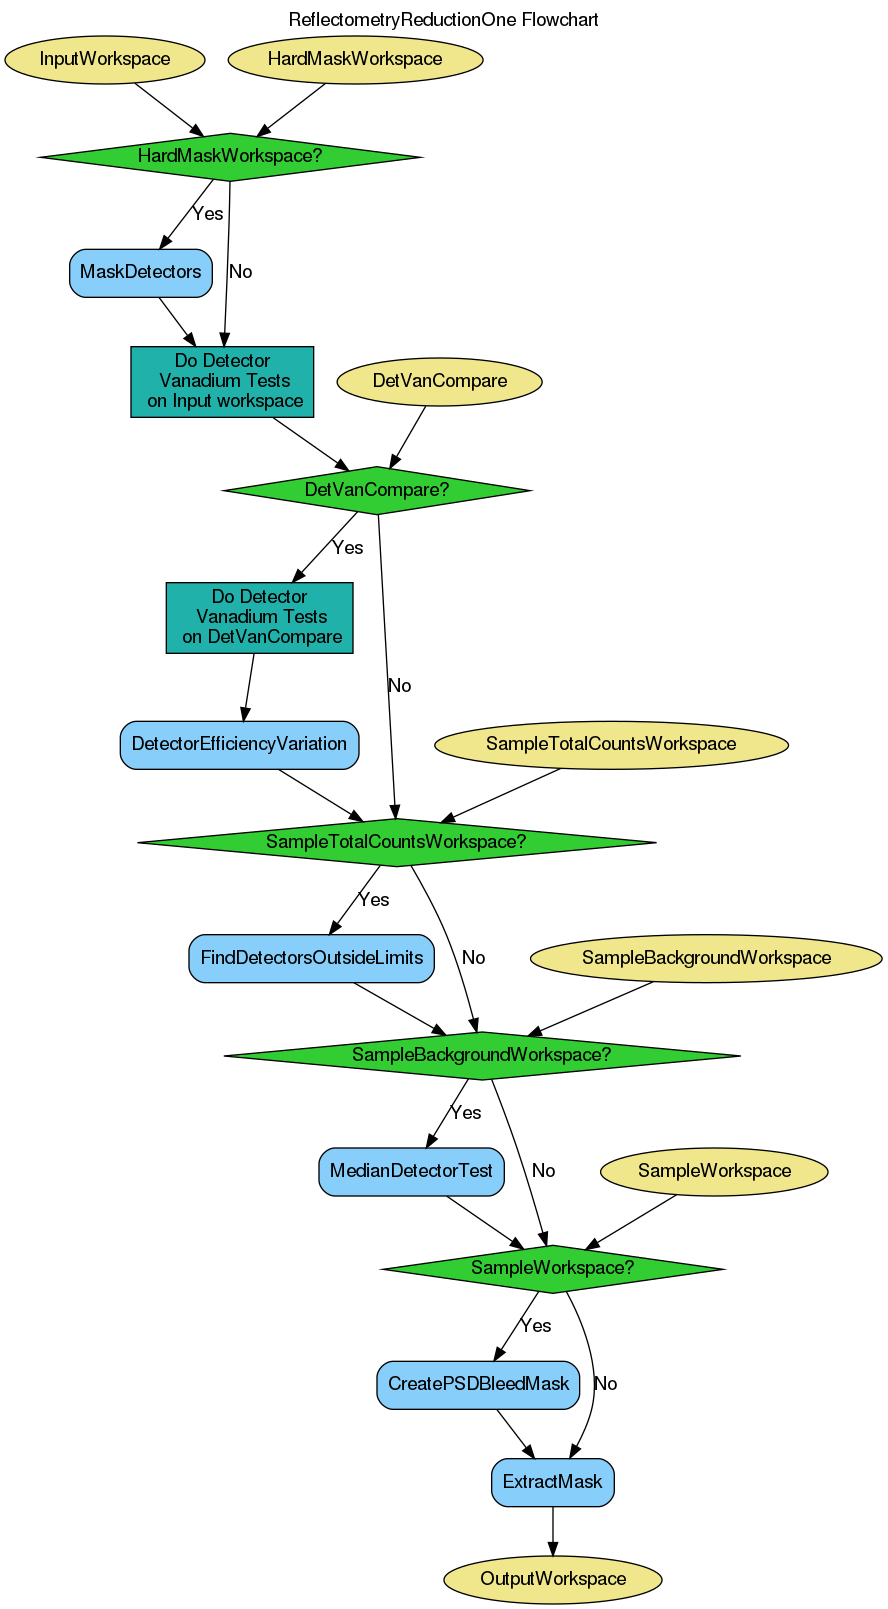 ReflectometryReductionOne Flowchart
InputWorkspace
HardMaskWorkspace
HardMaskWorkspace?
Yes
MaskDetectors
No
Do Detector
Vanadium Tests
on Input workspace
DetVanCompare
DetVanCompare?
Yes
Do Detector
Vanadium Tests
on DetVanCompare
No
DetectorEfficiencyVariation
SampleTotalCountsWorkspace
SampleTotalCountsWorkspace?
Yes
FindDetectorsOutsideLimits
No
SampleBackgroundWorkspace
SampleBackgroundWorkspace?
Yes
MedianDetectorTest
No
SampleWorkspace
SampleWorkspace?
Yes
CreatePSDBleedMask
No
ExtractMask
OutputWorkspace